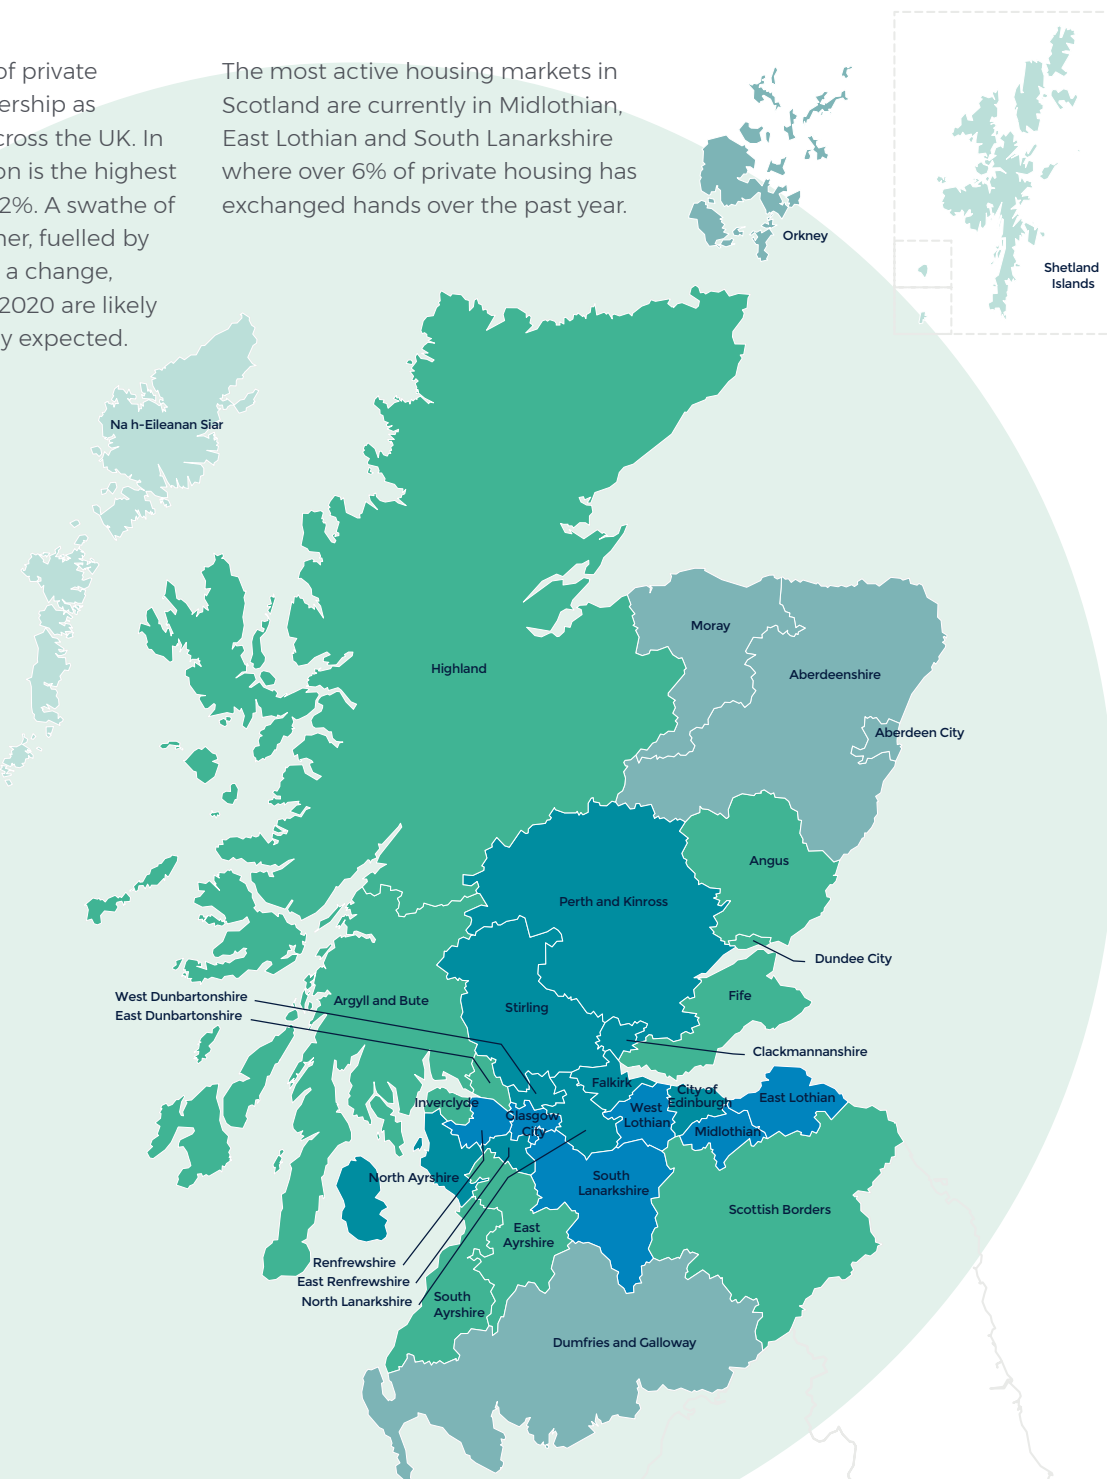 of private
ership as
cross the UK. In
on is the highest
2%. A swathe of
ner, fuelled by
a change,
2020 are likely
y expected.
The most active housing markets in
Scotland are currently in Midlothian,
East Lothian and South Lanarkshire
where over 6% of private housing has
exchanged hands over the past year.
Orkney
Shetland
Islands
Na h-Eileanan Siar
Moray
Highland
Aberdeenshire
Aberdeen City
Angus
Perth and Kinross
Dundee City
West Dunbartonshire
East Dunbartonshire
Argyll and Bute
Stirling
Fife
Clackmannanshire
Falkirk
City of
Edinburgh
East Lothian
Inverclyde
Glasgow
City
West
Lothian
Midlothian
North Ayrshire
South
Lanarkshire
Scottish Borders
East
Ayrshire
Renfrewshire
East Renfrewshire
North Lanarkshire
South
Ayrshire
Dumfries and Galloway